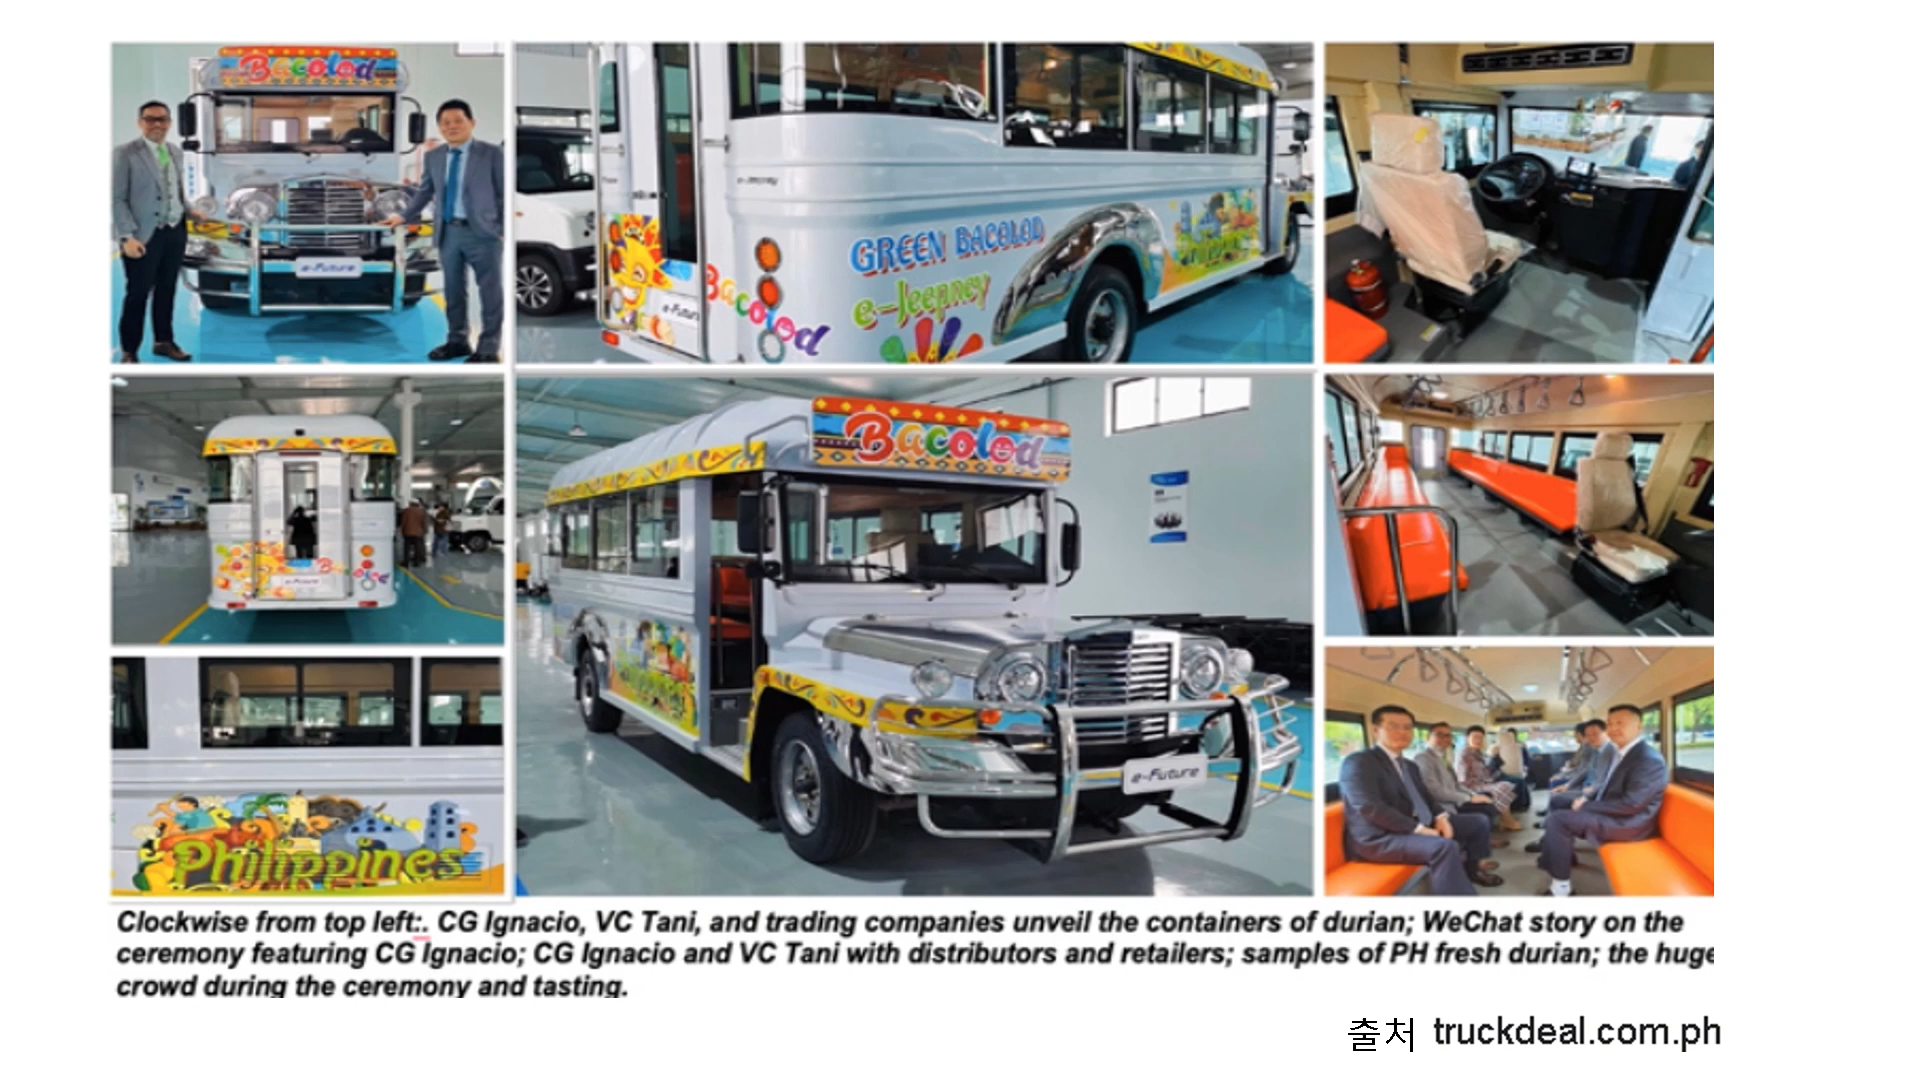 Bacolod
e-Future
e-Jeepney
GREEN BACOLOD
e-Jeepney
Bacolod
e-Future
Bacolod
e-Future
Philippines
Clockwise from top left:. CG Ignacio, VC Tani, and trading companies unveil the containers of durian; WeChat story on the
ceremony featuring CG Ignacio; CG Ignacio and VC Tani with distributors and retailers; samples of PH fresh durian; the huge
crowd during the ceremony and tasting.
출처 truckdeal.com.ph